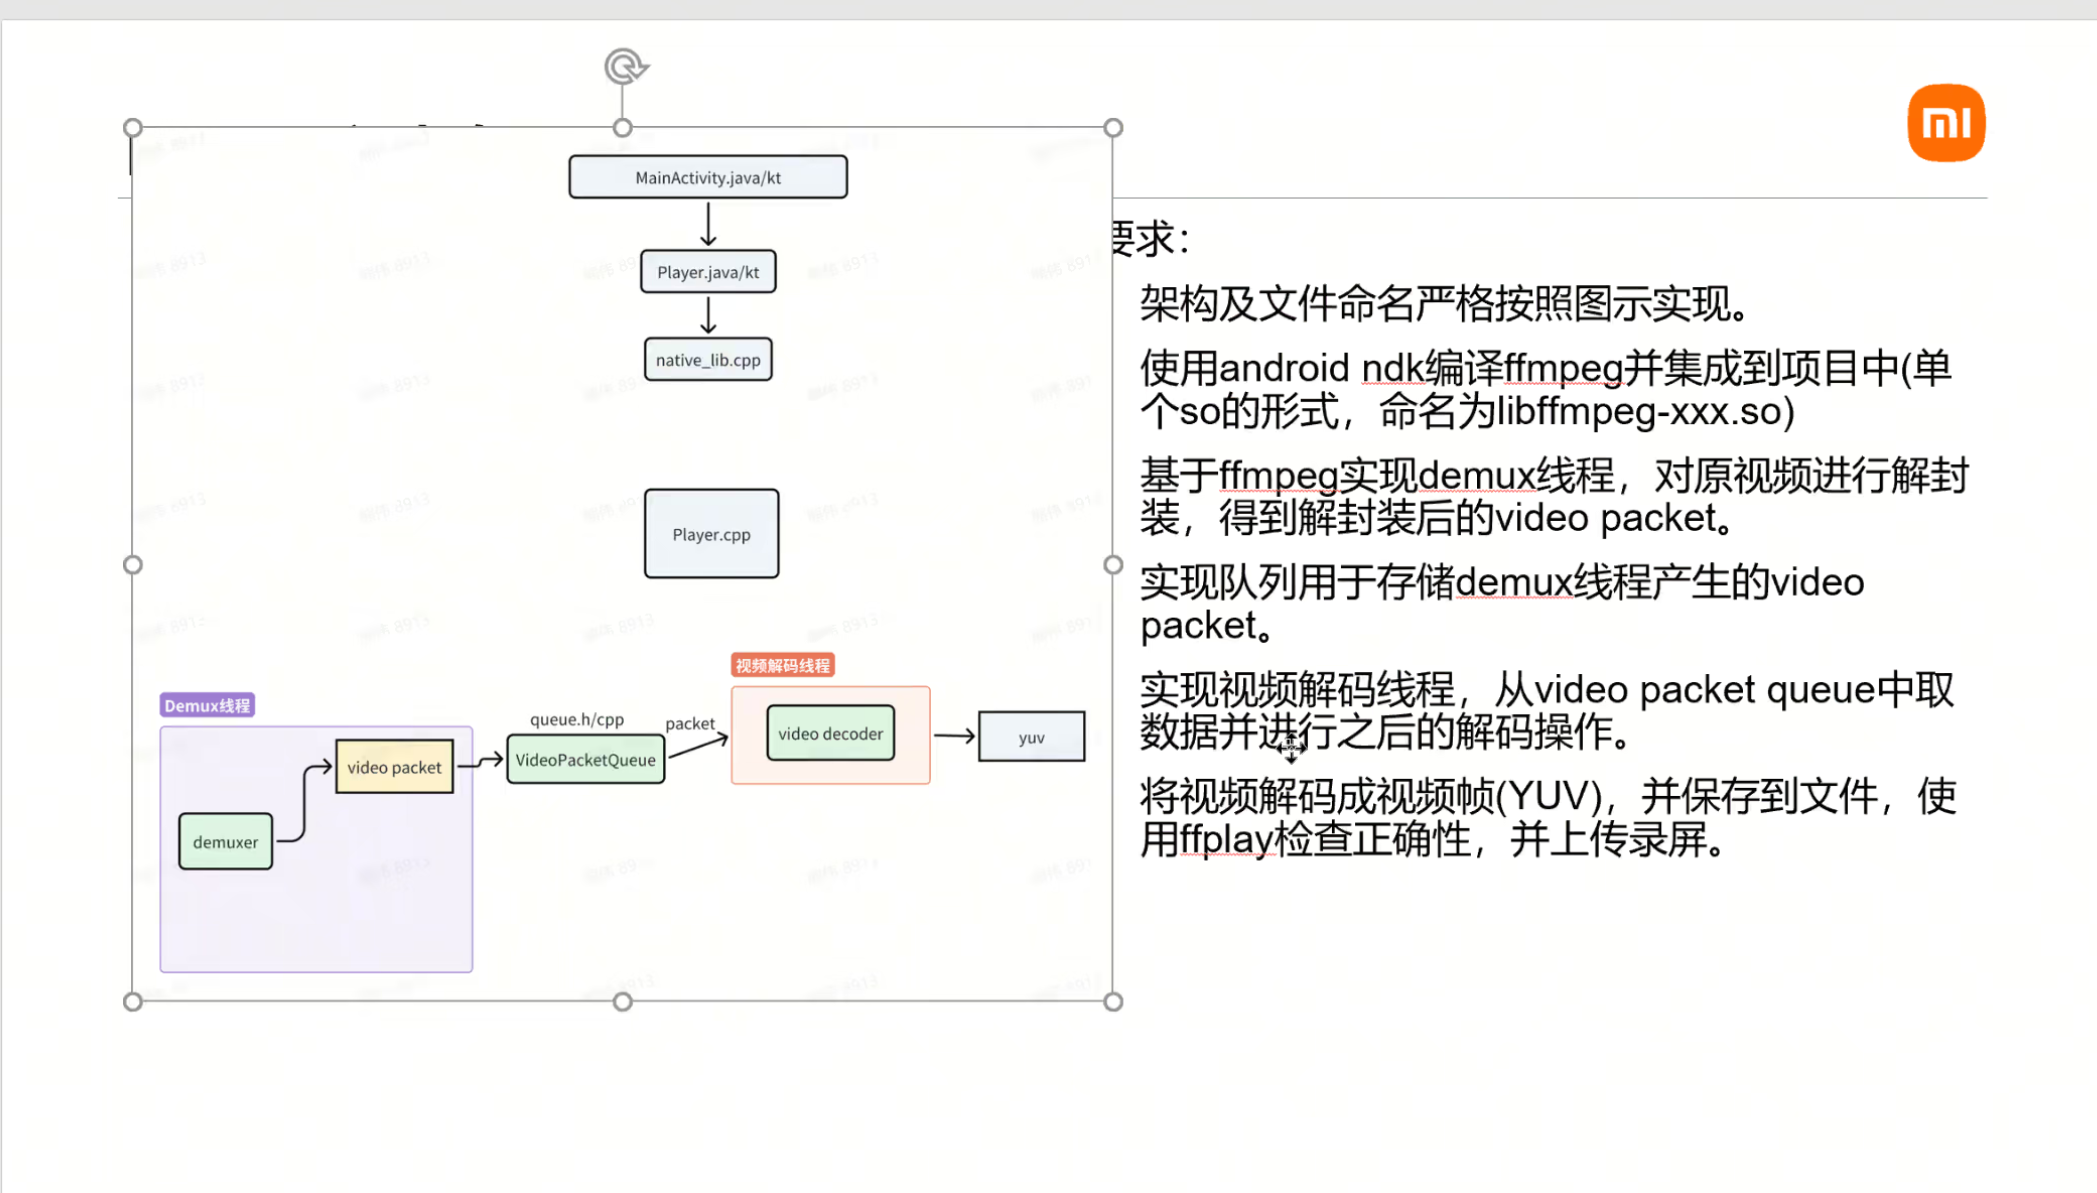 mi
MainActivity.java/kt
Player.java/kt
native_lib.cpp
Player.cpp
视频解码线程
Demux线程
queue.h/cpp
packet
video decoder
yuv
video packet
VideoPacketQueue
demuxer
要求：
架构及文件命名严格按照图示实现。
使用android ndk编译ffmpeg并集成到项目中(单
个so的形式，命名为libffmpeg-xxx.so)
基于ffmpeg实现demux线程，对原视频进行解封
装，得到解封装后的video packet。
实现队列用于存储demux线程产生的video
packet。
实现视频解码线程，从video packet queue中取
数据并进行之后的解码操作。
将视频解码成视频帧(YUV)，并保存到文件，使
用ffplay检查正确性，并上传录屏。